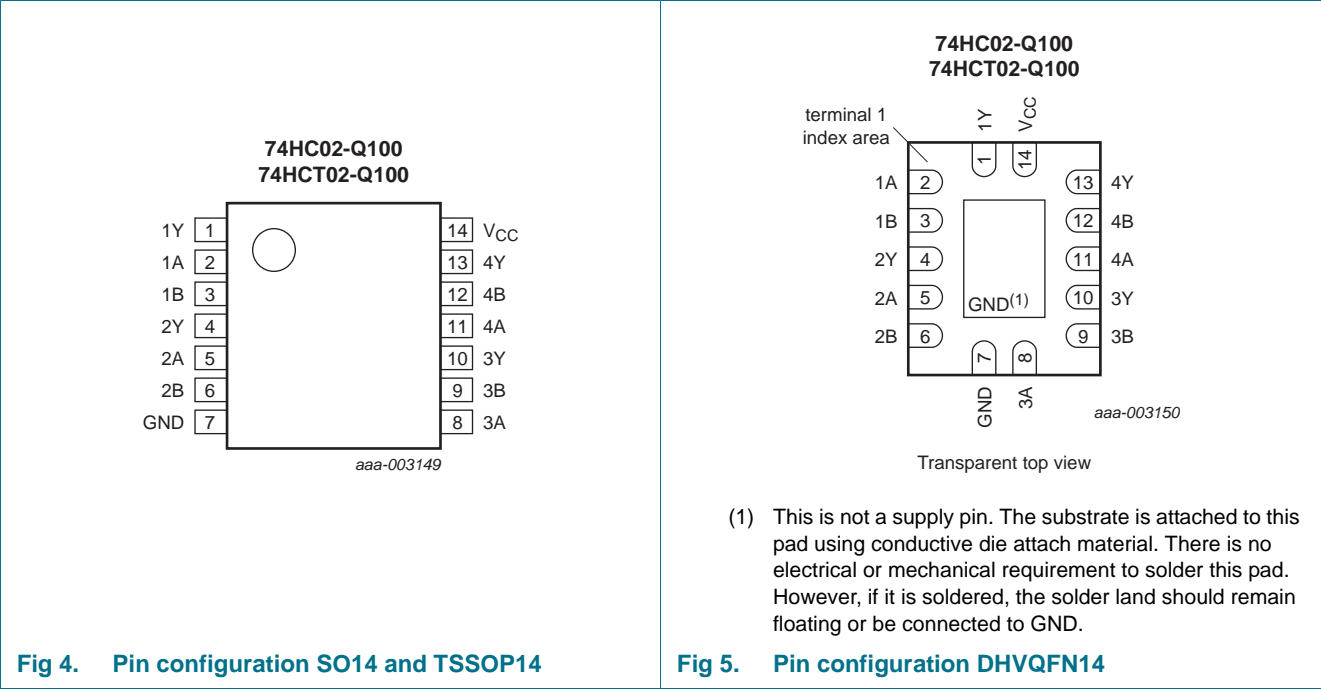 74HC02-Q100
74HCT02-Q100
1Y 1
1A 2
1B 3
2Y 4
2A 5
2B 6
GND 7
14 VCC
13 4Y
12 4B
11 4A
10 3Y
9 3B
8 3A
aaa-003149
Fig 4. Pin configuration SO14 and TSSOP14
74HC02-Q100
74HCT02-Q100
terminal 1
index area
1Y
VCC
1
14
1A 2
1B 3
2Y 4
2A 5
2B 6
13 4Y
12 4B
11 4A
10 3Y
9 3B
GND(1)
7
8
GND
3A
aaa-003150
Transparent top view
(1) This is not a supply pin. The substrate is attached to this
pad using conductive die attach material. There is no
electrical or mechanical requirement to solder this pad.
However, if it is soldered, the solder land should remain
floating or be connected to GND.
Fig 5. Pin configuration DHVQFN14